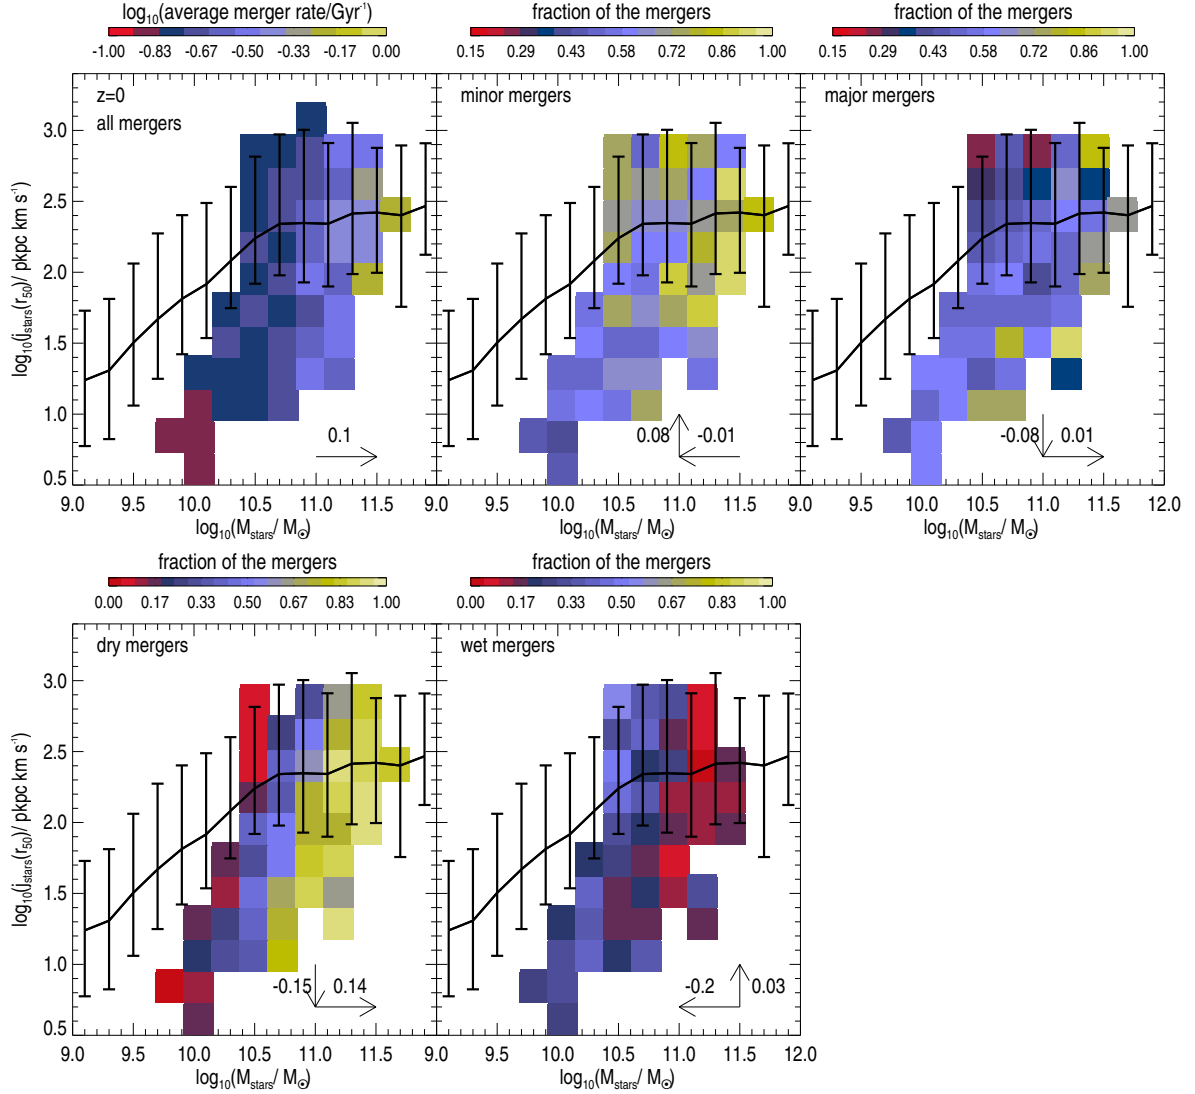 log10(average merger rate/Gyr-1)
-1.00 -0.83 -0.67 -0.50 -0.33 -0.17 0.00
fraction of the mergers
0.15 0.29 0.43 0.58 0.72 0.86 1.00
fraction of the mergers
0.15 0.29 0.43 0.58 0.72 0.86 1.00
z=0
all mergers
minor mergers
major mergers
log10(jstars(r50)/ pkpc km s-1)
3.0
2.5
2.0
1.5
1.0
0.5
0.1
0.08 -0.01
-0.08 0.01
9.0 9.5 10.0 10.5 11.0 11.5 9.0 9.5 10.0 10.5 11.0 11.5 9.0 9.5 10.0 10.5 11.0 11.5 12.0
log10(Mstars/ M⊙)
log10(Mstars/ M⊙)
log10(Mstars/ M⊙)
fraction of the mergers
0.00 0.17 0.33 0.50 0.67 0.83 1.00
fraction of the mergers
0.00 0.17 0.33 0.50 0.67 0.83 1.00
dry mergers
wet mergers
log10(jstars(r50)/ pkpc km s-1)
3.0
2.5
2.0
1.5
1.0
0.5
-0.15 0.14
-0.2 0.03
9.0 9.5 10.0 10.5 11.0 11.5 9.0 9.5 10.0 10.5 11.0 11.5 12.0
log10(Mstars/ M⊙)
log10(Mstars/ M⊙)